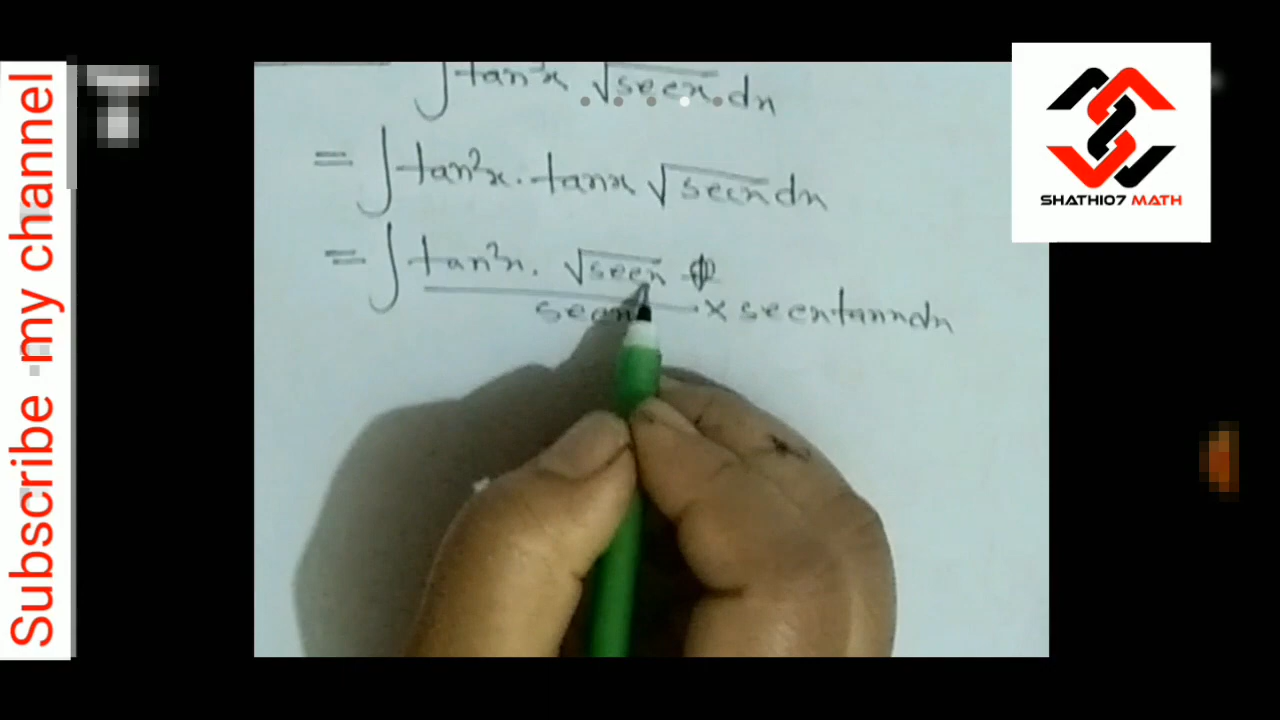 ∫tan³x √secx dx
= ∫tan²x. tanx √secx dx
= ∫tan²x. √secx
secx × secx tanx dx
SHATHI07 MATH
Subscribe my channel